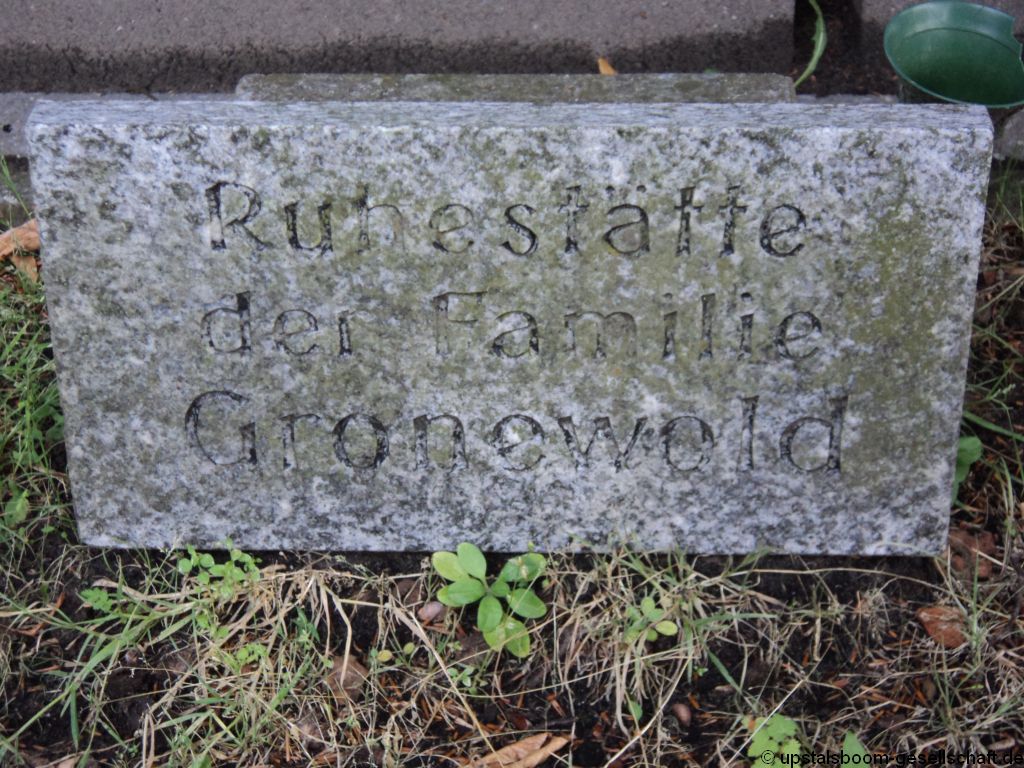 Ruhestätte
der Familie
Gronewold
© upstalsboom-gesellschaft.de